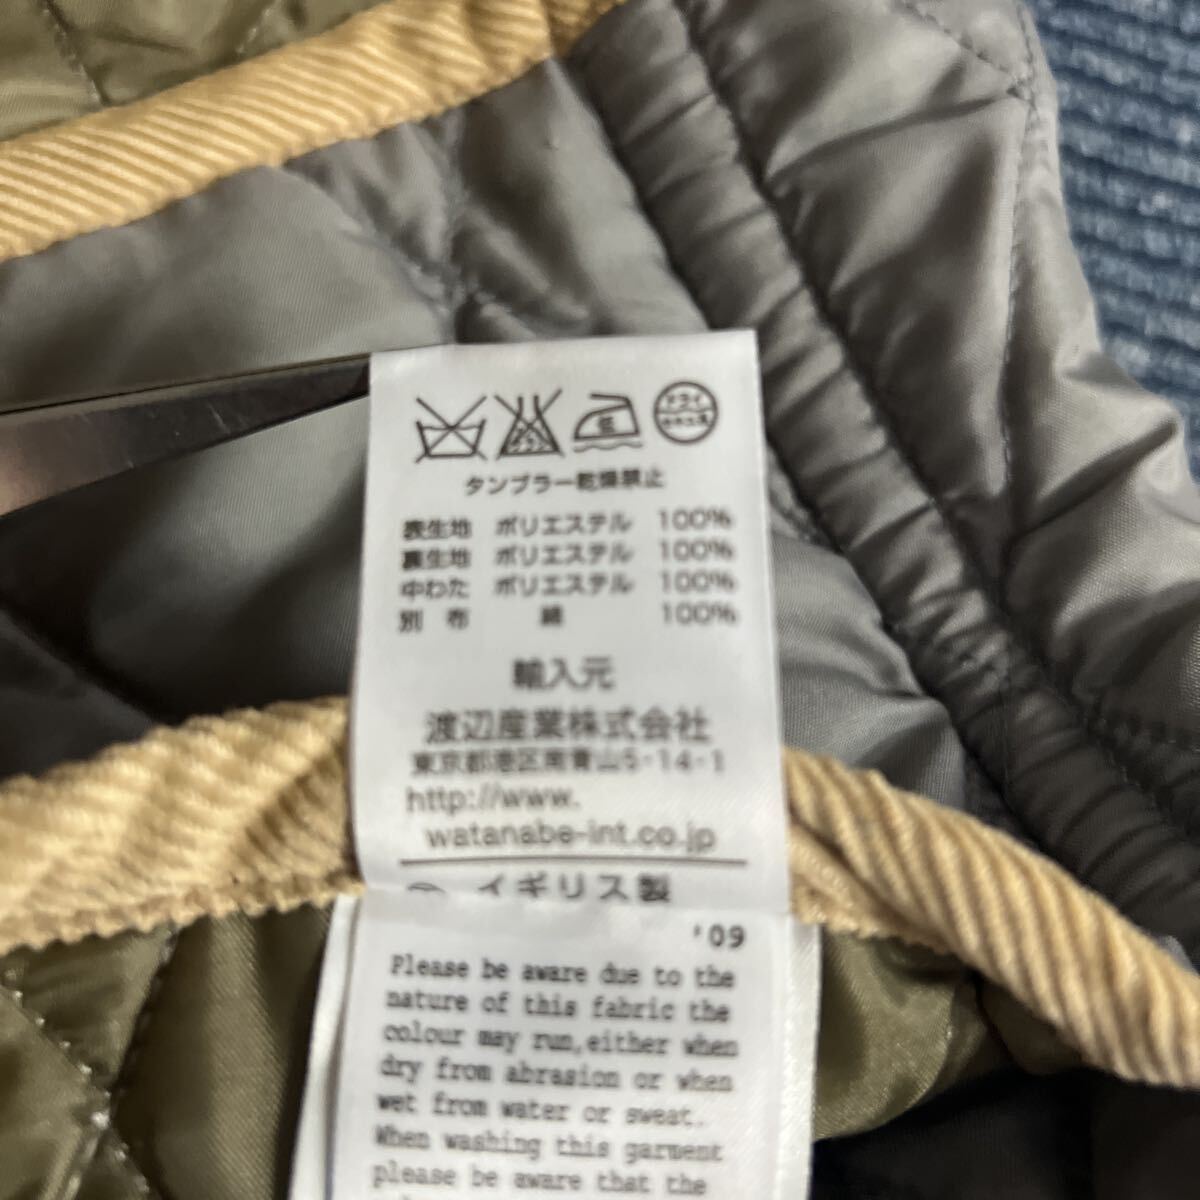 ドライ
低
タンブラー乾燥禁止
表生地 ポリエステル 100%
裏生地 ポリエステル 100%
中わた ポリエステル 100%
別 布 綿 100%
輸入元
渡辺産業株式会社
東京都港区南青山5-14-1
http://www.
watanabe-int.co.jp
イギリス製
'09
Please be aware due to the
nature of this fabric the
colour may run,either when
dry from abrasion or when
wet from water or sweat.
When washing this garment
please be aware that the